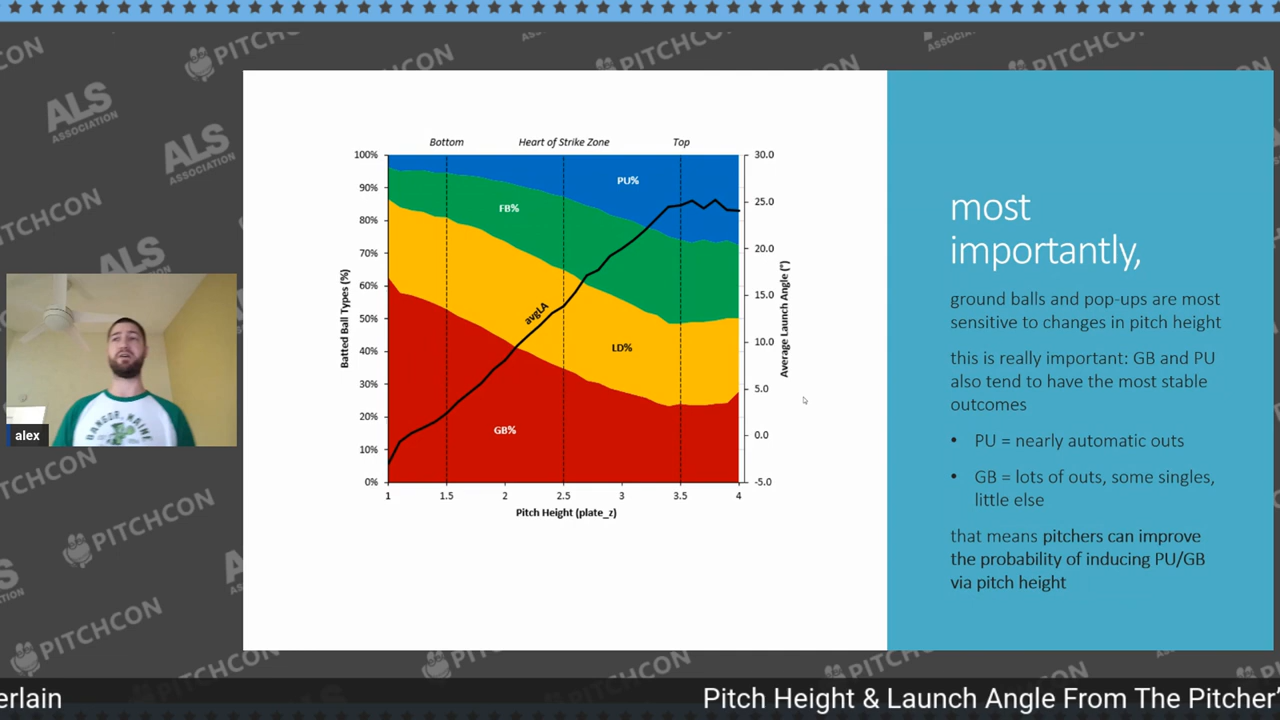 PITCHCON
ALS
ASSOCIATION
most
importantly,
ground balls and pop-ups are most
sensitive to changes in pitch height
this is really important: GB and PU
also tend to have the most stable
outcomes
• PU = nearly automatic outs
• GB = lots of outs, some singles,
little else
that means pitchers can improve
the probability of inducing PU/GB
via pitch height
Bottom
Heart of Strike Zone
Top
100%
90%
80%
70%
60%
50%
40%
30%
20%
10%
0%
Batted Ball Types (%)
PU%
FB%
avgLA
LD%
GB%
30.0
25.0
20.0
15.0
10.0
5.0
0.0
-5.0
Average Launch Angle (°)
1 1.5 2 2.5 3 3.5 4
Pitch Height (plate_z)
BANGOR, MAINE
alex
erlain
Pitch Height & Launch Angle From The Pitcher'